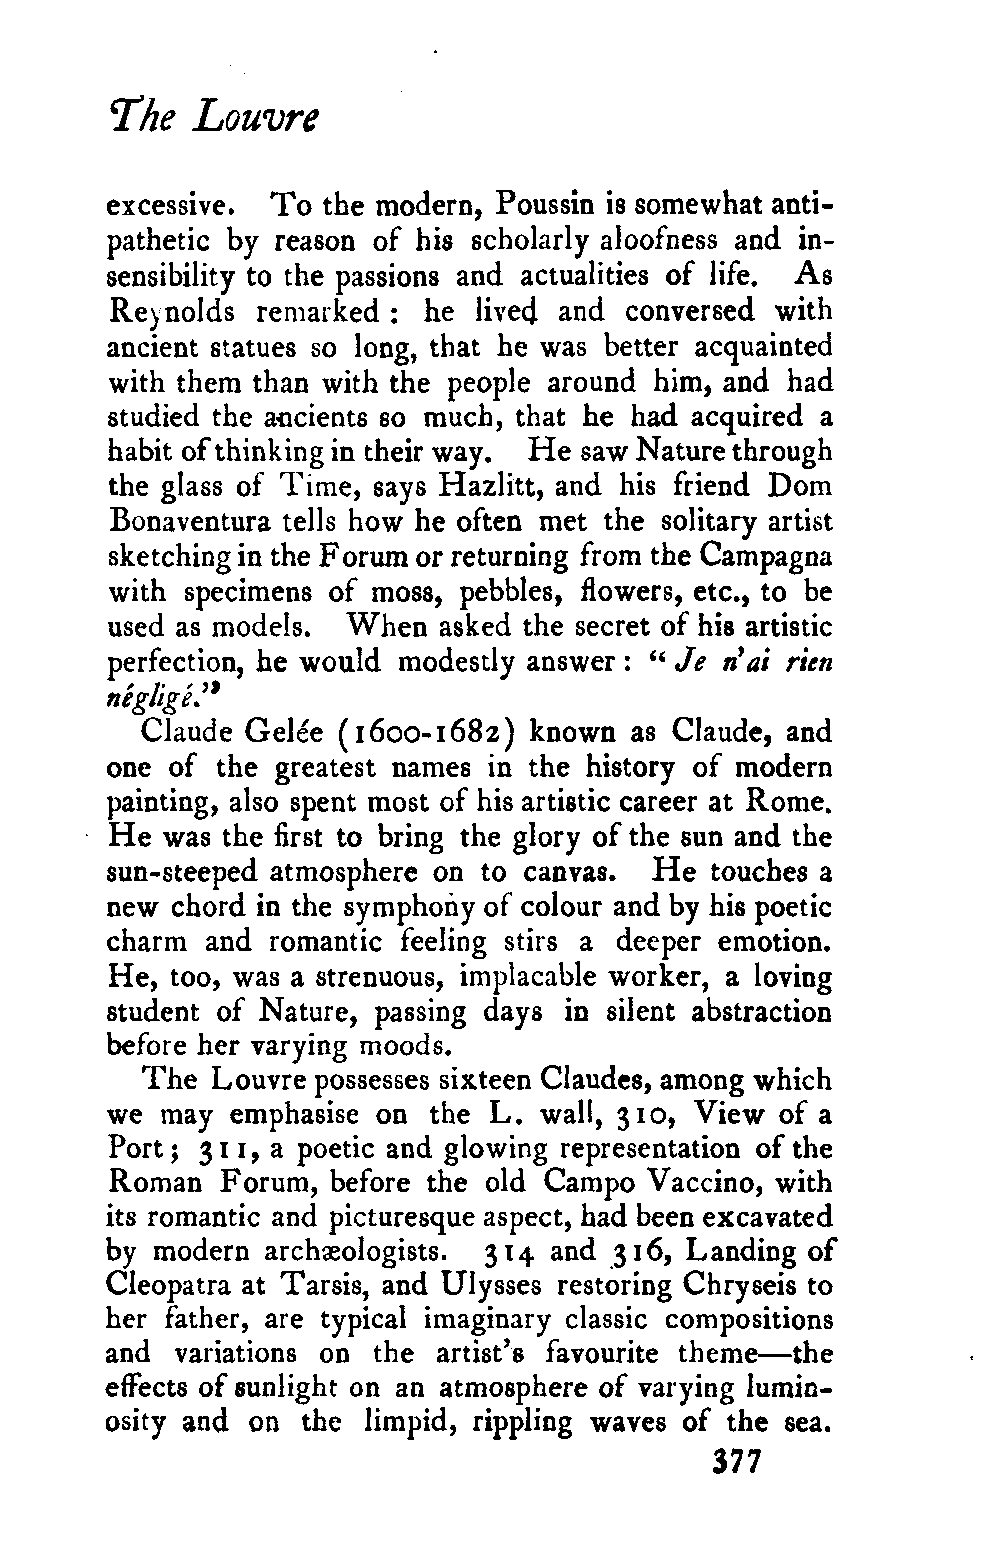 The Louvre
excessive. To the modern, Poussin is somewhat anti-
pathetic by reason of his scholarly aloofness and in-
sensibility to the passions and actualities of life. As
Reynolds remarked : he lived and conversed with
ancient statues so long, that he was better acquainted
with them than with the people around him, and had
studied the ancients so much, that he had acquired a
habit of thinking in their way. He saw Nature through
the glass of Time, says Hazlitt, and his friend Dom
Bonaventura tells how he often met the solitary artist
sketching in the Forum or returning from the Campagna
with specimens of moss, pebbles, flowers, etc., to be
used as models. When asked the secret of his artistic
perfection, he would modestly answer : “ Je n’ai rien
négligé.”
Claude Gelée (1600-1682) known as Claude, and
one of the greatest names in the history of modern
painting, also spent most of his artistic career at Rome.
He was the first to bring the glory of the sun and the
sun-steeped atmosphere on to canvas. He touches a
new chord in the symphony of colour and by his poetic
charm and romantic feeling stirs a deeper emotion.
He, too, was a strenuous, implacable worker, a loving
student of Nature, passing days in silent abstraction
before her varying moods.
The Louvre possesses sixteen Claudes, among which
we may emphasise on the L. wall, 310, View of a
Port ; 311, a poetic and glowing representation of the
Roman Forum, before the old Campo Vaccino, with
its romantic and picturesque aspect, had been excavated
by modern archæologists. 314 and 316, Landing of
Cleopatra at Tarsis, and Ulysses restoring Chryseis to
her father, are typical imaginary classic compositions
and variations on the artist’s favourite theme—the
effects of sunlight on an atmosphere of varying lumin-
osity and on the limpid, rippling waves of the sea.
377